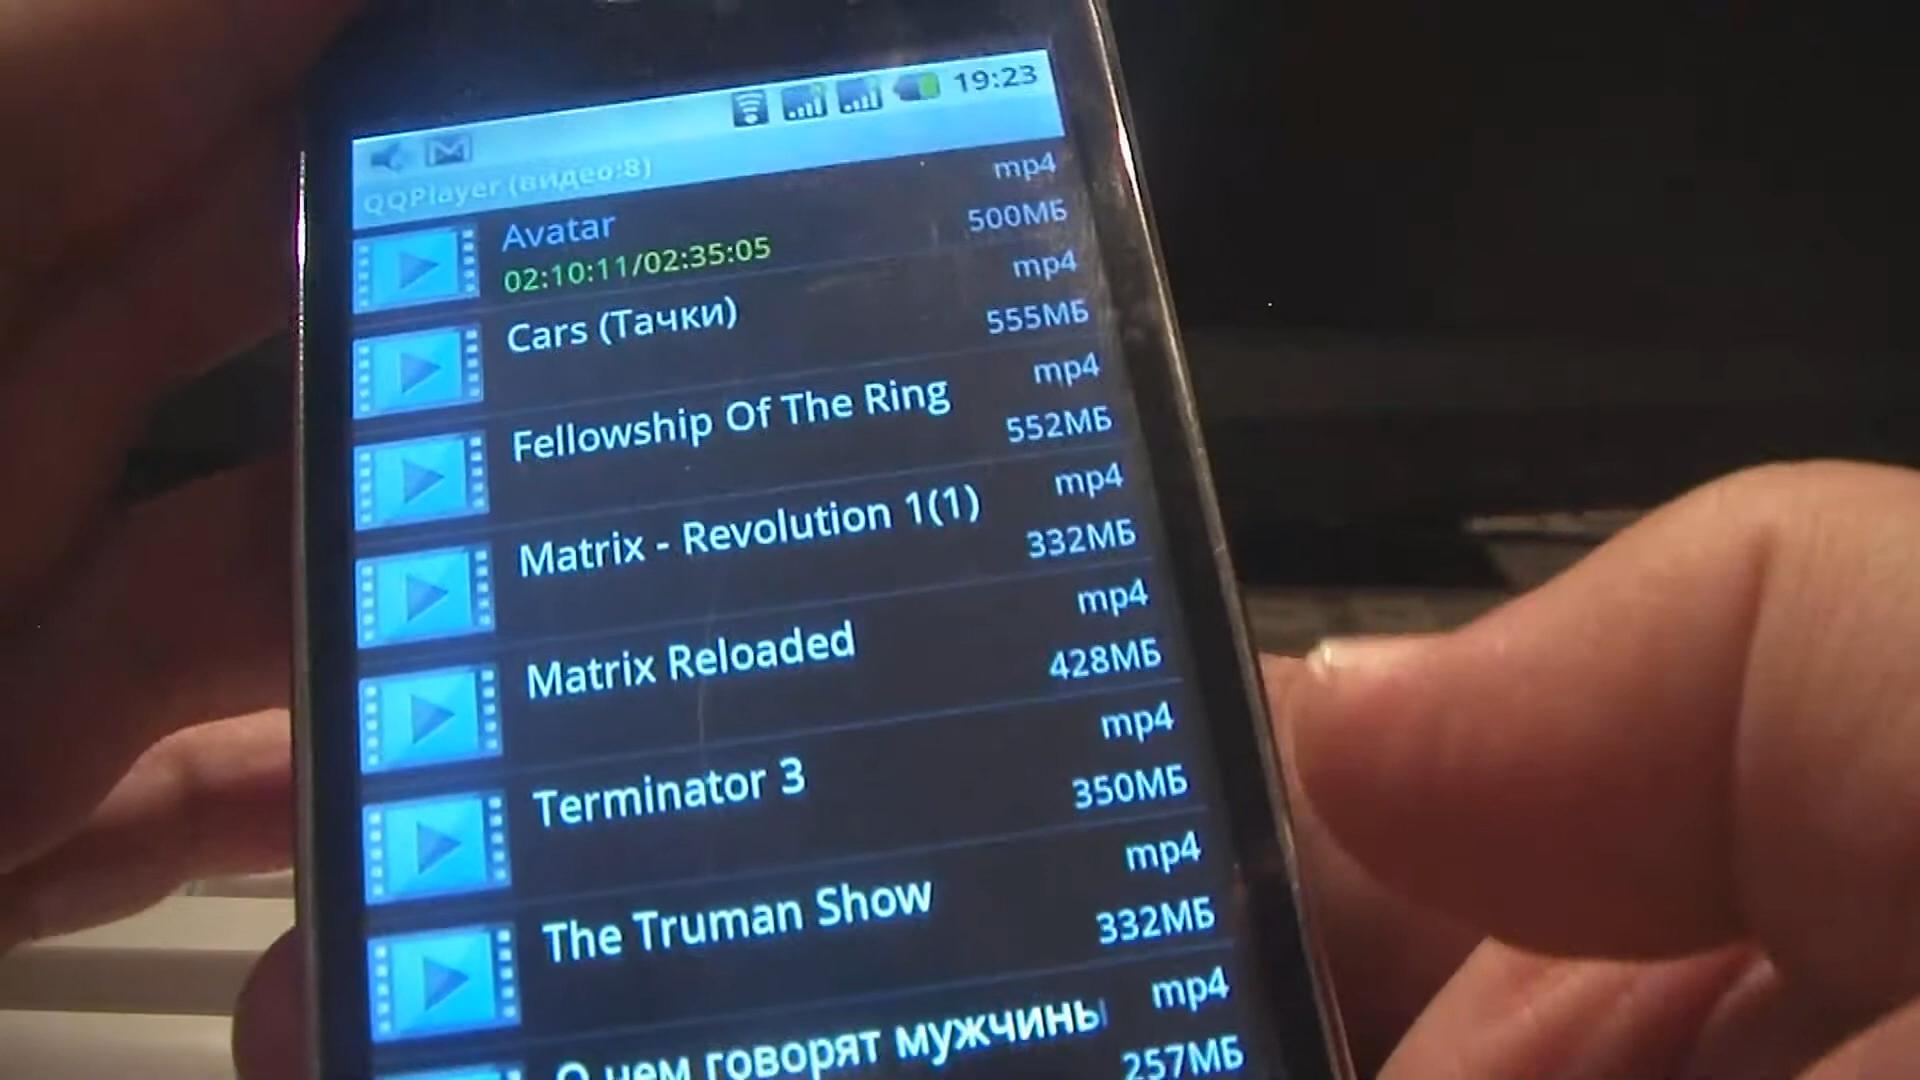 19:23
QQPlayer (видео:8)
Avatar
mp4
02:10:11/02:35:05
500МБ
Cars (Тачки)
mp4
555МБ
Fellowship Of The Ring
mp4
552МБ
Matrix - Revolution 1(1)
mp4
332МБ
Matrix Reloaded
mp4
428МБ
Terminator 3
mp4
350МБ
The Truman Show
mp4
332МБ
О чем говорят мужчины
mp4
257МБ